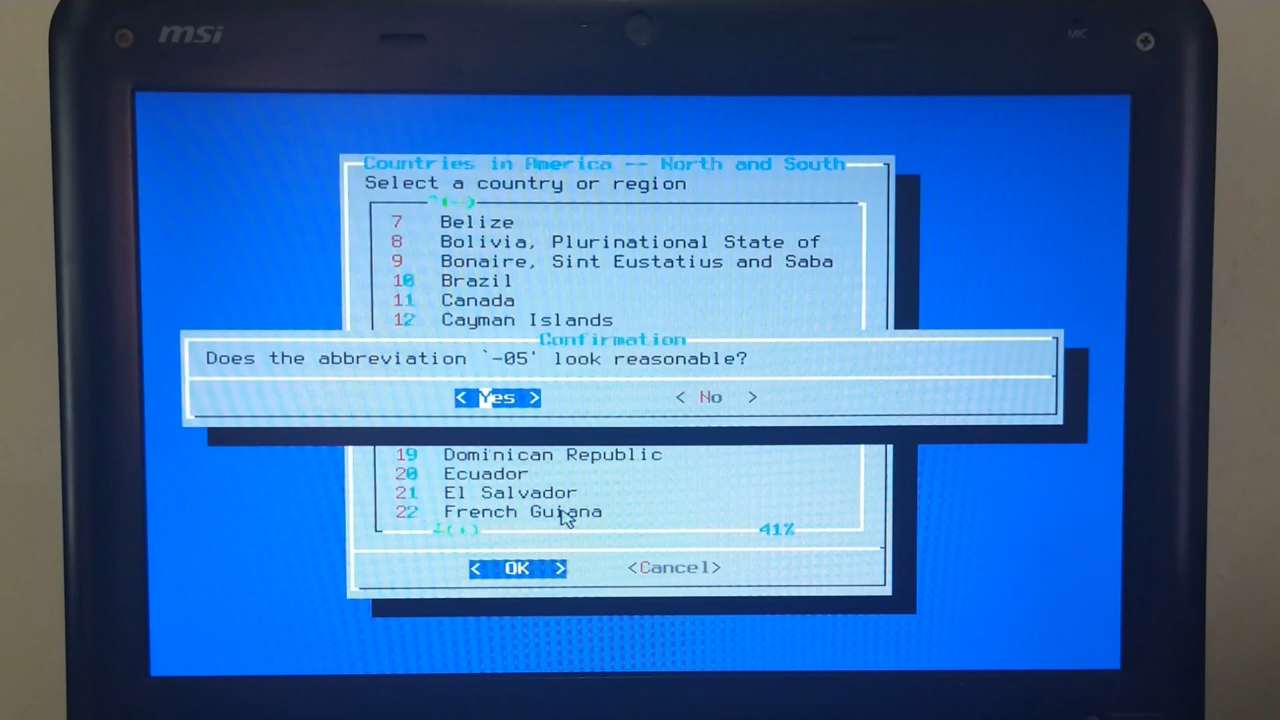 msi
MIC
Countries in America -- North and South
Select a country or region
7 Belize
8 Bolivia, Plurinational State of
9 Bonaire, Sint Eustatius and Saba
10 Brazil
11 Canada
12 Cayman Islands
Confirmation
Does the abbreviation `-05' look reasonable?
< Yes > < No >
19 Dominican Republic
20 Ecuador
21 El Salvador
22 French Guiana
41%
< OK > <Cancel>